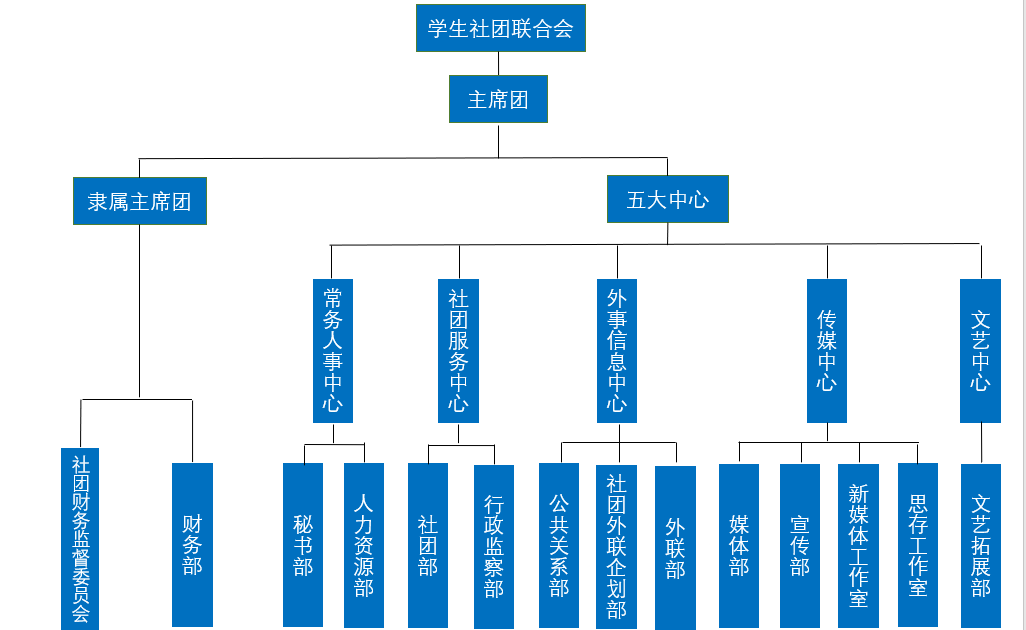 学生社团联合会
主席团
隶属主席团
五大中心
常务人事中心
社团服务中心
外事信息中心
传媒中心
文艺中心
社团财务监督委员会
财务部
秘书部
人力资源部
社团部
行政监察部
公共关系部
社团外联企划部
外联部
媒体部
宣传部
新媒体工作室
思存工作室
文艺拓展部